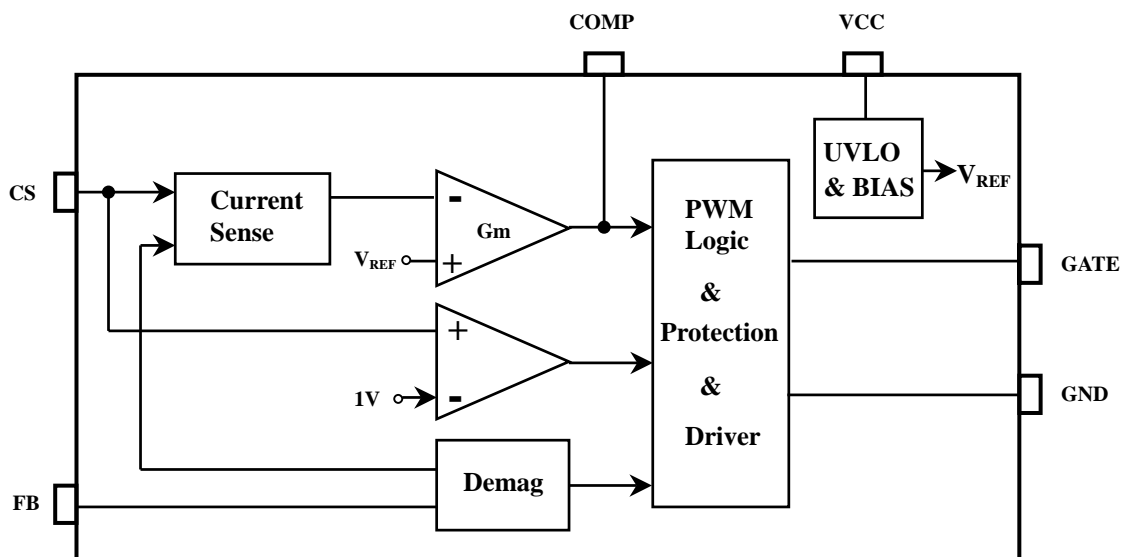 COMP
VCC
CS
Current
Sense
-
Gm
VREF
+
PWM
Logic
&
Protection
&
Driver
UVLO
& BIAS
VREF
GATE
+
1V
-
GND
Demag
FB